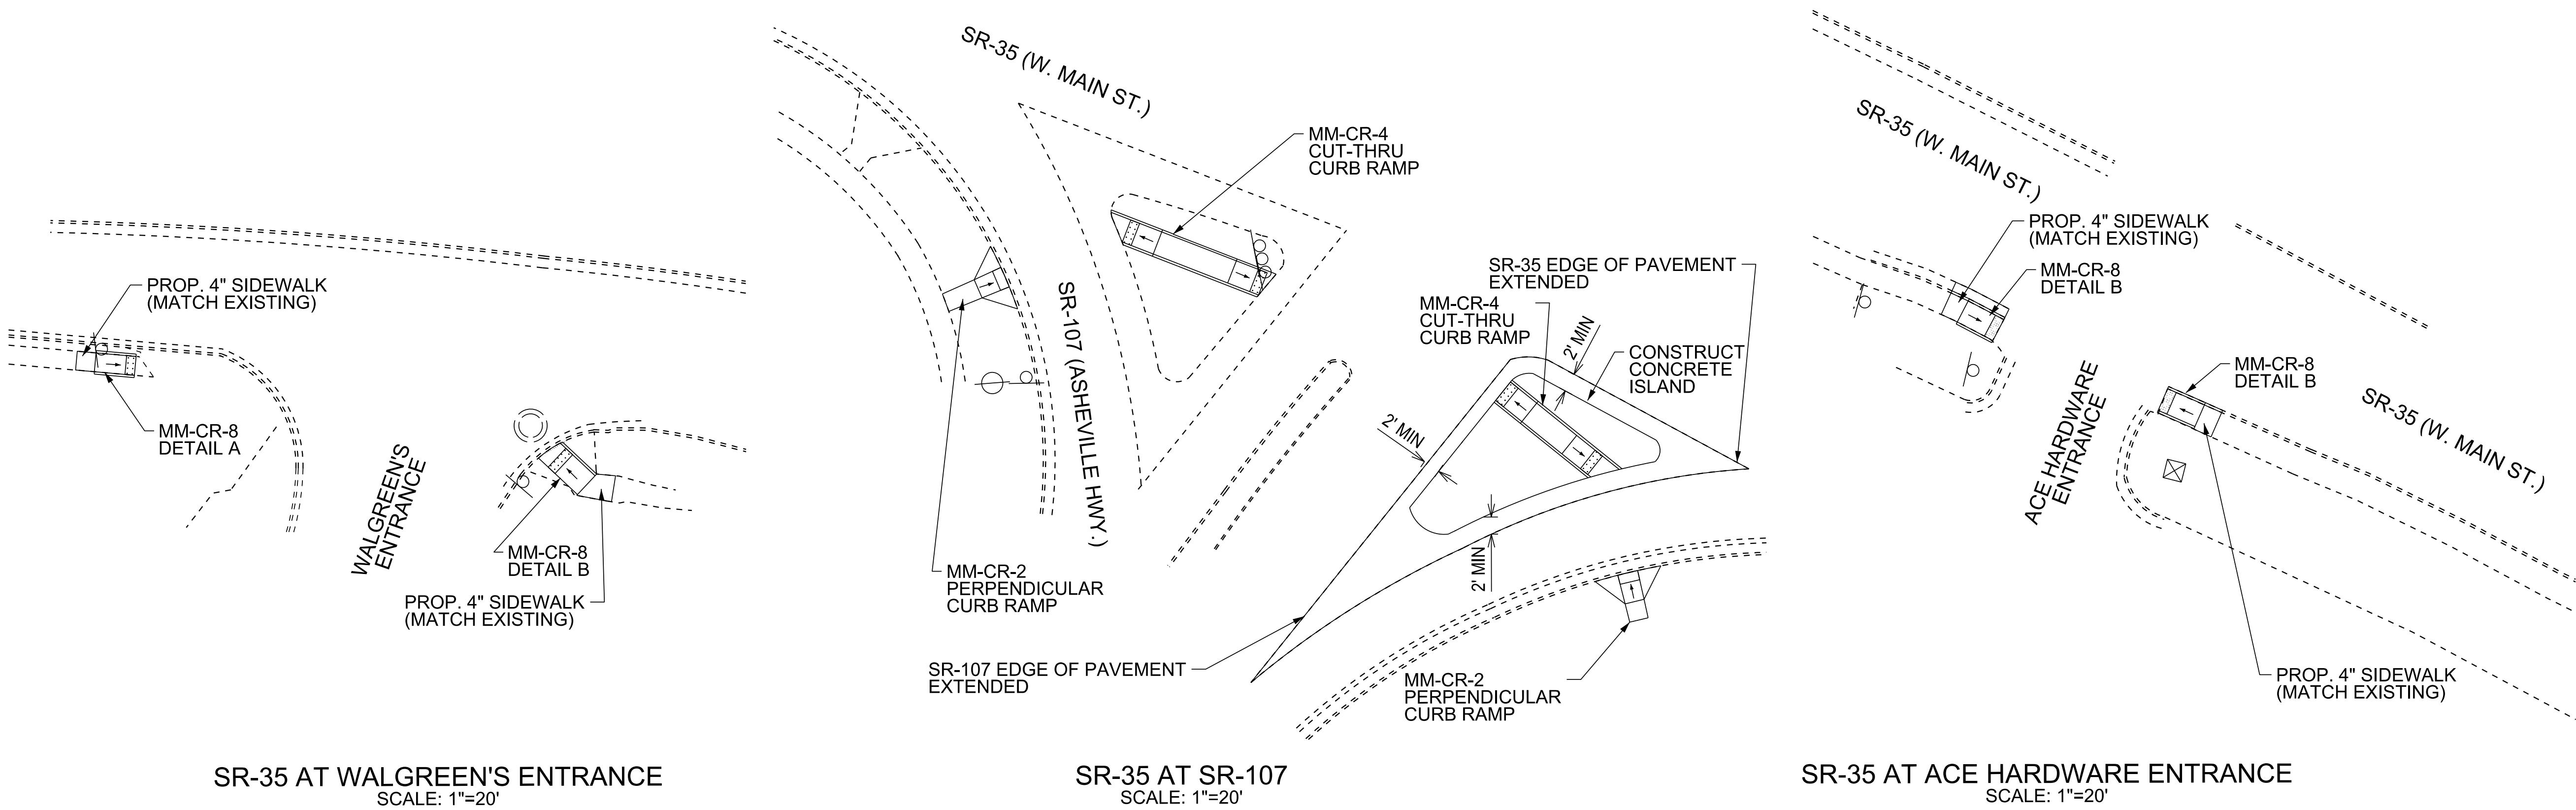 PROP. 4" SIDEWALK
(MATCH EXISTING)
MM-CR-8
DETAIL A
WALGREEN'S
ENTRANCE
MM-CR-8
DETAIL B
PROP. 4" SIDEWALK
(MATCH EXISTING)
SR-35 AT WALGREEN'S ENTRANCE
SCALE: 1"=20'
SR-35 (W. MAIN ST.)
MM-CR-4
CUT-THRU
CURB RAMP
SR-107 (ASHEVILLE HWY.)
SR-35 EDGE OF PAVEMENT
EXTENDED
MM-CR-4
CUT-THRU
CURB RAMP
2' MIN
CONSTRUCT
CONCRETE
ISLAND
2' MIN
2' MIN
MM-CR-2
PERPENDICULAR
CURB RAMP
SR-107 EDGE OF PAVEMENT
EXTENDED
MM-CR-2
PERPENDICULAR
CURB RAMP
SR-35 AT SR-107
SCALE: 1"=20'
SR-35 (W. MAIN ST.)
PROP. 4" SIDEWALK
(MATCH EXISTING)
MM-CR-8
DETAIL B
ACE HARDWARE
ENTRANCE
MM-CR-8
DETAIL B
SR-35 (W. MAIN ST.)
PROP. 4" SIDEWALK
(MATCH EXISTING)
SR-35 AT ACE HARDWARE ENTRANCE
SCALE: 1"=20'